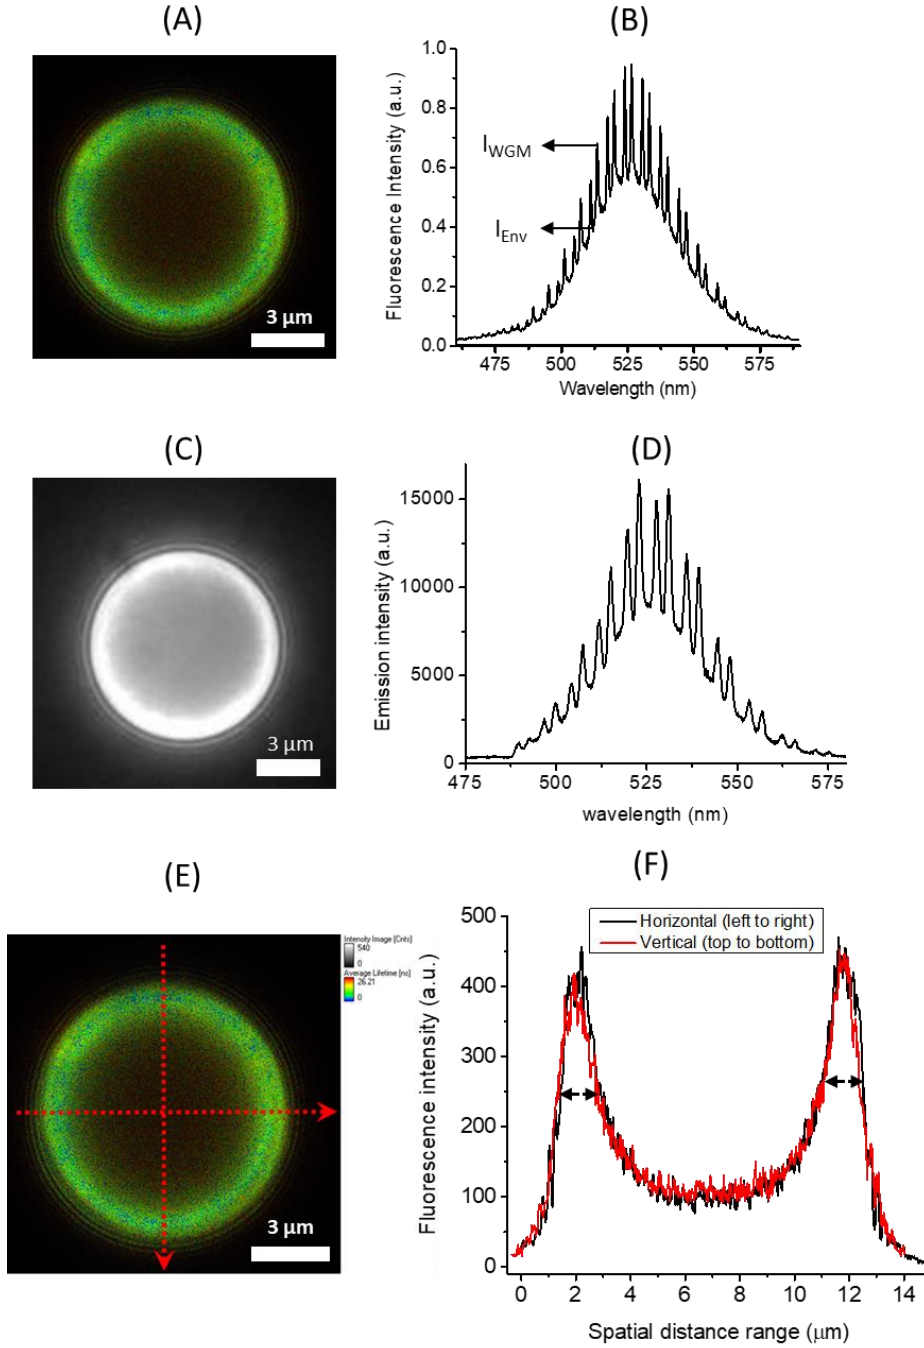 (A)
3 µm
(B)
Fluorescence Intensity (a.u.)
1.0
0.8
0.6
0.4
0.2
0.0
I_WGM
I_Env
475 500 525 550 575
Wavelength (nm)
(C)
3 µm
(D)
Emission intensity (a.u.)
15000
10000
5000
0
475 500 525 550 575
wavelength (nm)
(E)
Intensity Image [Cnts]
540
0
Average Lifetime [ns]
26.21
0
3 µm
(F)
Fluorescence intensity (a.u.)
500
400
300
200
100
0
Horizontal (left to right)
Vertical (top to bottom)
0 2 4 6 8 10 12 14
Spatial distance range (µm)